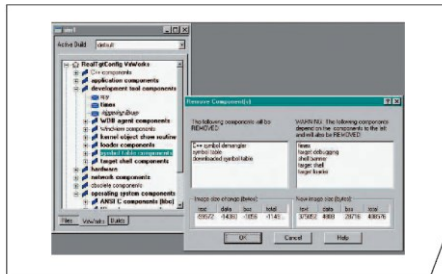 Active Build:
default
RealTgtConfig VxWorks
C++ components
application components
development tool components
timex
WDB agent components
WindView components
kernel object show routine
loader components
symbol table components
target shell components
hardware
network components
obsolete components
operating system components
ANSI C components (libc)
Files VxWorks Builds
Remove Component(s)
The following components will be
REMOVED
C++ symbol demangler
symbol table
downloaded symbol table
WARNING: The following components
depend on the components to the left
and will also be REMOVED
timex
target debugging
shell banner
target shell
target loader
Image size change (bytes):
text data bss total
New image size (bytes):
text data bss total
OK Cancel Help